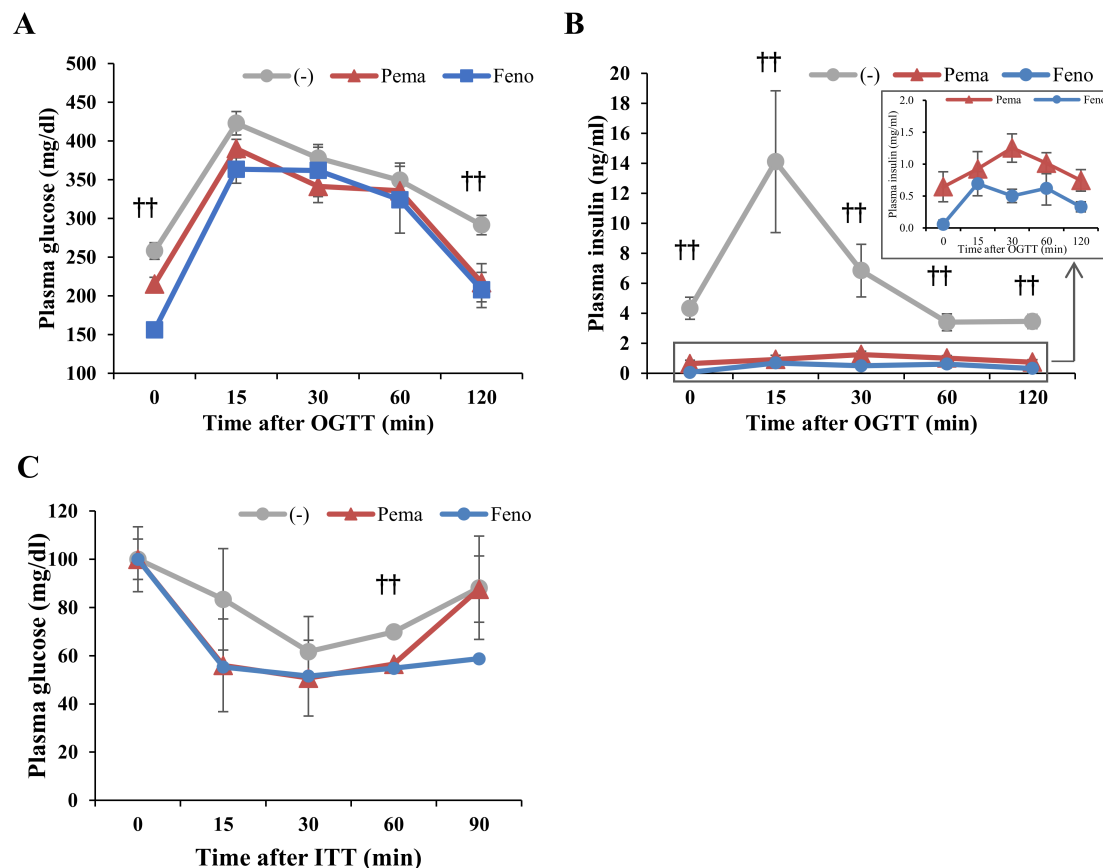 A
(-) Pema Feno
Plasma glucose (mg/dl)
500
450
400
350
300
250
200
150
100
††
††
0 15 30 60 120
Time after OGTT (min)
B
(-) Pema Feno
Plasma insulin (ng/ml)
20
18
16
14
12
10
8
6
4
2
0
††
††
††
††
††
0 15 30 60 120
Time after OGTT (min)
Pema Feno
Plasma insulin (mg/ml)
2.0
1.5
1.0
0.5
0.0
0 15 30 60 120
Time after OGTT (min)
C
(-) Pema Feno
Plasma glucose (mg/dl)
120
100
80
60
40
20
0
††
0 15 30 60 90
Time after ITT (min)